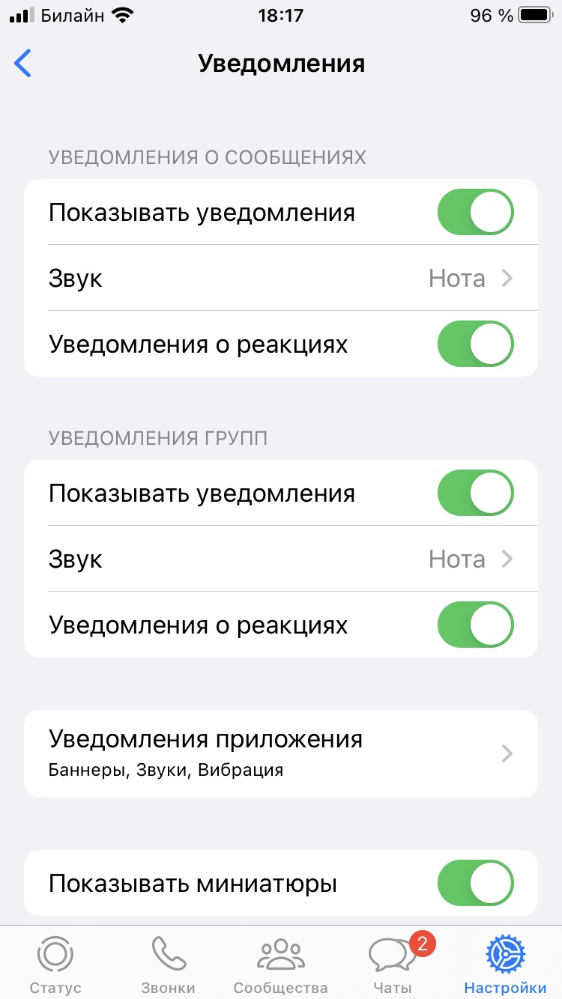 Билайн 18:17 96 %
Уведомления
УВЕДОМЛЕНИЯ О СООБЩЕНИЯХ
Показывать уведомления
Звук Нота
Уведомления о реакциях
УВЕДОМЛЕНИЯ ГРУПП
Показывать уведомления
Звук Нота
Уведомления о реакциях
Уведомления приложения
Баннеры, Звуки, Вибрация
Показывать миниатюры
2
Статус Звонки Сообщества Чаты Настройки